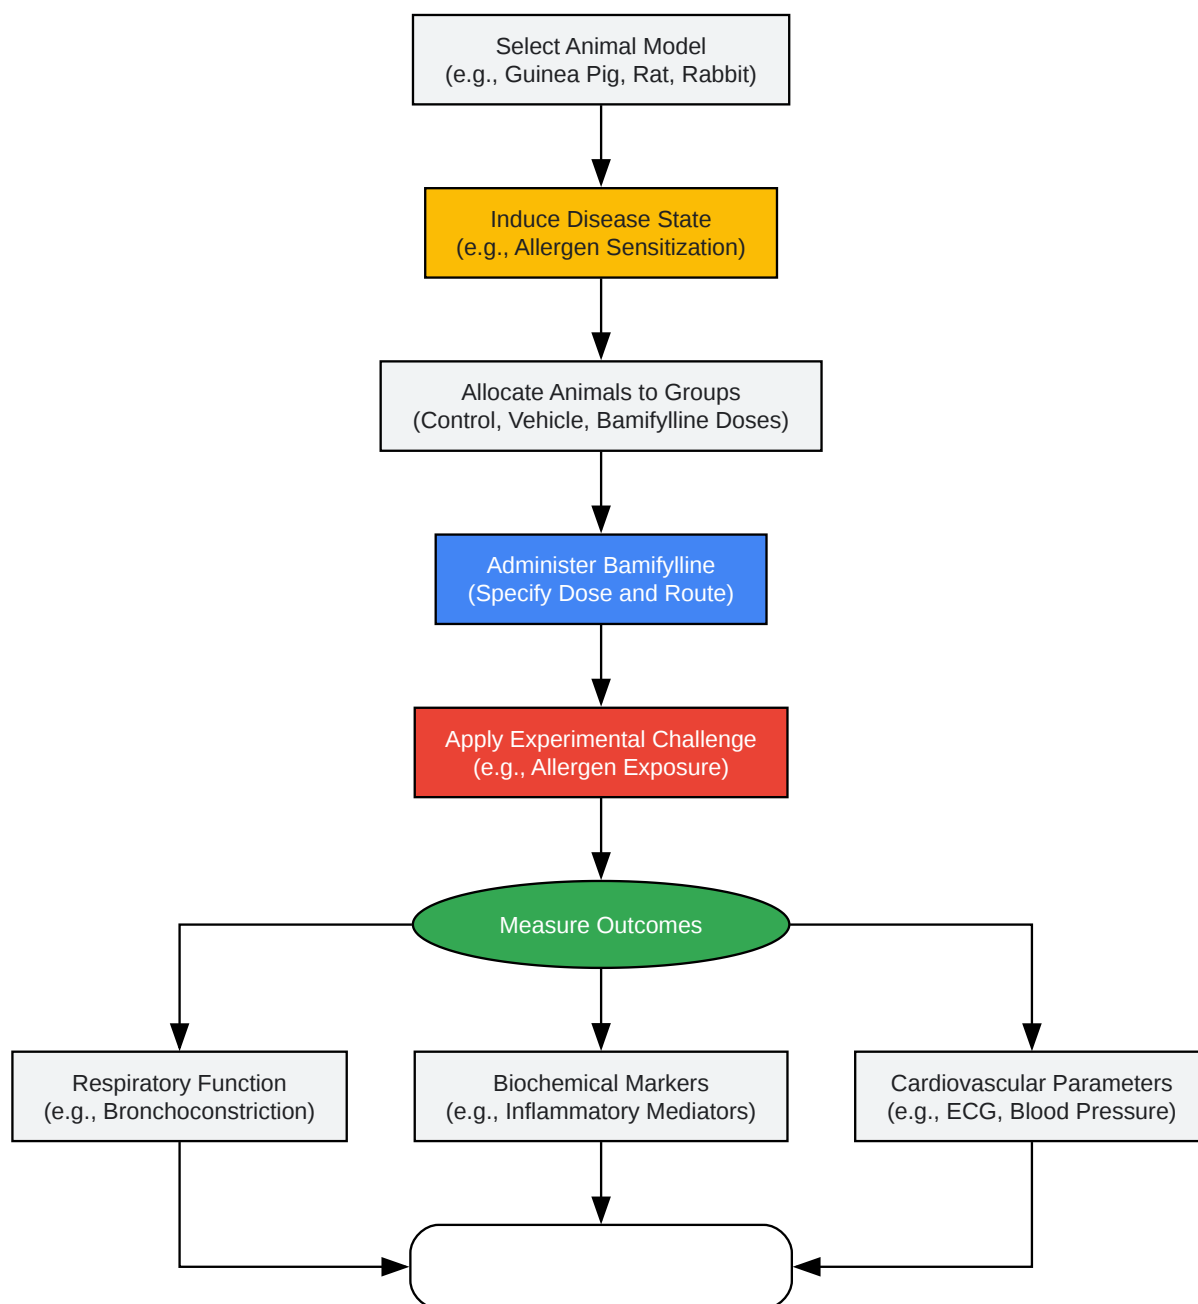 Select Animal Model
(e.g., Guinea Pig, Rat, Rabbit)
Induce Disease State
(e.g., Allergen Sensitization)
Allocate Animals to Groups
(Control, Vehicle, Bamifylline Doses)
Administer Bamifylline
(Specify Dose and Route)
Apply Experimental Challenge
(e.g., Allergen Exposure)
Measure Outcomes
Respiratory Function
(e.g., Bronchoconstriction)
Biochemical Markers
(e.g., Inflammatory Mediators)
Cardiovascular Parameters
(e.g., ECG, Blood Pressure)